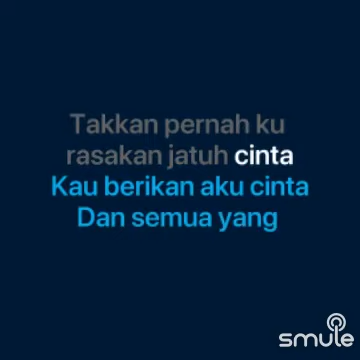 Takkan pernah ku
rasakan jatuh cinta
Kau berikan aku cinta
Dan semua yang
smule